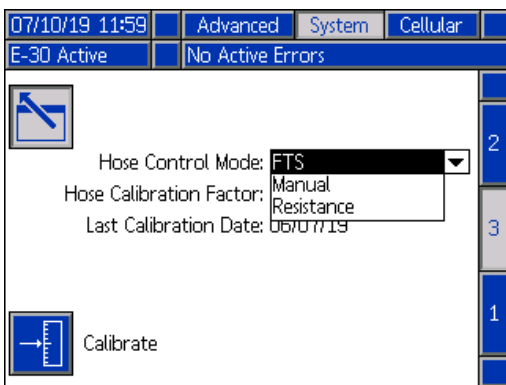 07/10/19 11:59 Advanced System Cellular
E-30 Active No Active Errors
2
Hose Control Mode: FTS
Manual
Hose Calibration Factor:
Resistance
Last Calibration Date: 06/07/19
3
1
Calibrate